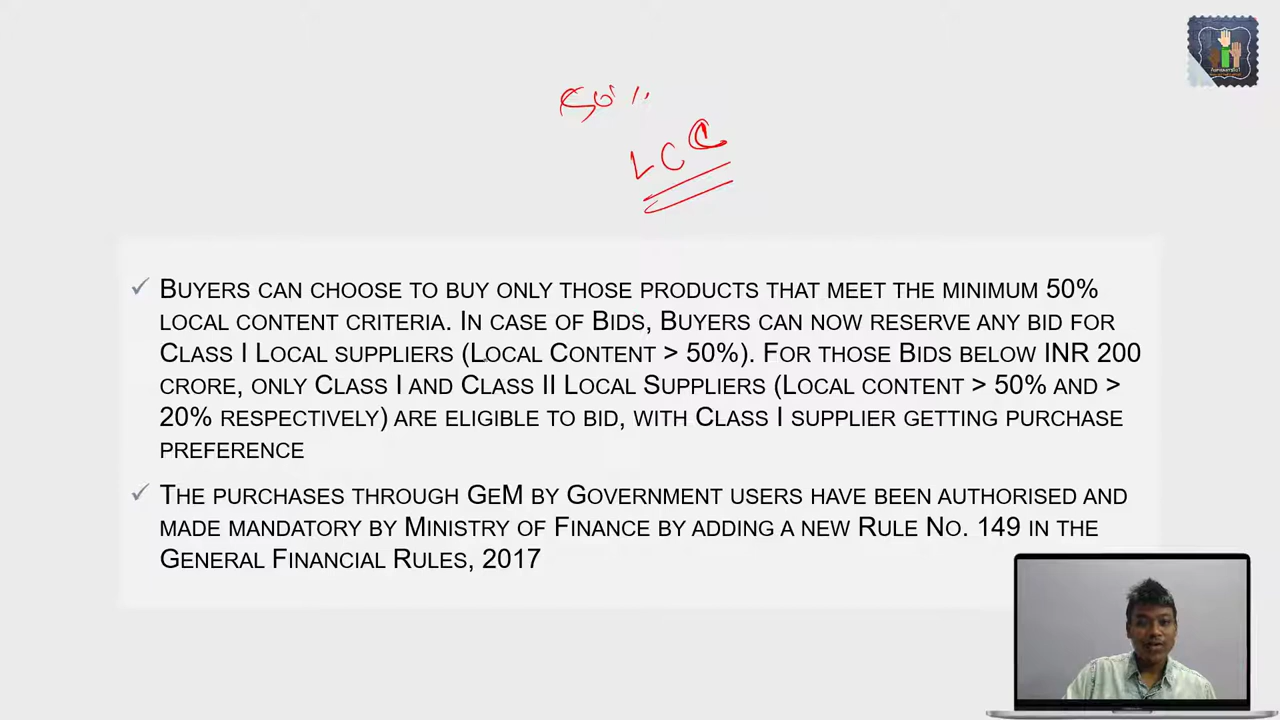 50%
LCC
BUYERS CAN CHOOSE TO BUY ONLY THOSE PRODUCTS THAT MEET THE MINIMUM 50%
LOCAL CONTENT CRITERIA. IN CASE OF BIDS, BUYERS CAN NOW RESERVE ANY BID FOR
CLASS I LOCAL SUPPLIERS (LOCAL CONTENT > 50%). FOR THOSE BIDS BELOW INR 200
CRORE, ONLY CLASS I AND CLASS II LOCAL SUPPLIERS (LOCAL CONTENT > 50% AND >
20% RESPECTIVELY) ARE ELIGIBLE TO BID, WITH CLASS I SUPPLIER GETTING PURCHASE
PREFERENCE
THE PURCHASES THROUGH GEM BY GOVERNMENT USERS HAVE BEEN AUTHORISED AND
MADE MANDATORY BY MINISTRY OF FINANCE BY ADDING A NEW RULE NO. 149 IN THE
GENERAL FINANCIAL RULES, 2017